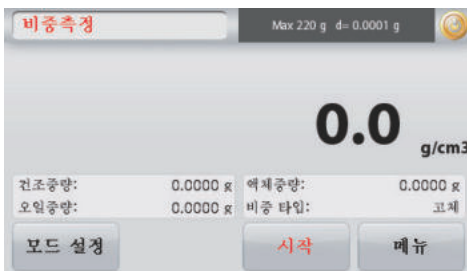 비중측정 Max 220 g d= 0.0001 g
0.0 g/cm3
건조중량: 0.0000 g 액체중량: 0.0000 g
오일중량: 0.0000 g 비중 타입: 고체
모드 설정 시작 메뉴